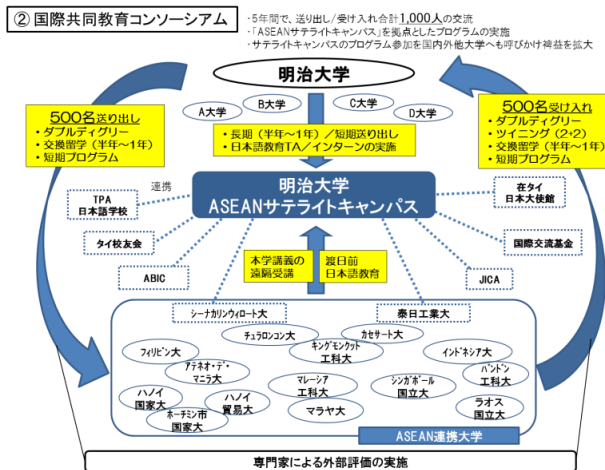 ② 国際共同教育コンソーシアム
・5年間で、送り出し/受け入れ合計1,000人の交流
・「ASEANサテライトキャンパス」を拠点としたプログラムの実施
・サテライトキャンパスのプログラム参加を国内外他大学へも呼びかけ裨益を拡大
明治大学
A大学
B大学
C大学
D大学
500名送り出し
・ダブルディグリー
・交換留学（半年～1年）
・短期プログラム
・長期（半年～1年）／短期送り出し
・日本語教育TA／インターンの実施
500名受け入れ
・ダブルディグリー
・ツイニング（2+2）
・交換留学（半年～1年）
・短期プログラム
連携
明治大学
ASEANサテライトキャンパス
TPA
日本語学校
タイ校友会
ABIC
在タイ
日本大使館
国際交流基金
JICA
本学講義の
遠隔受講
渡日前
日本語教育
シーナカリンウィロート大
泰日工業大
チュラロンコン大
カセサート大
キングモンクット
工科大
フィリピン大
インドネシア大
アテネオ・デ・
マニラ大
バンドン
工科大
マレーシア
工科大
シンガポール
国立大
ハノイ
国家大
ハノイ
貿易大
マラヤ大
ラオス
国立大
ホーチミン市
国家大
ASEAN連携大学
専門家による外部評価の実施